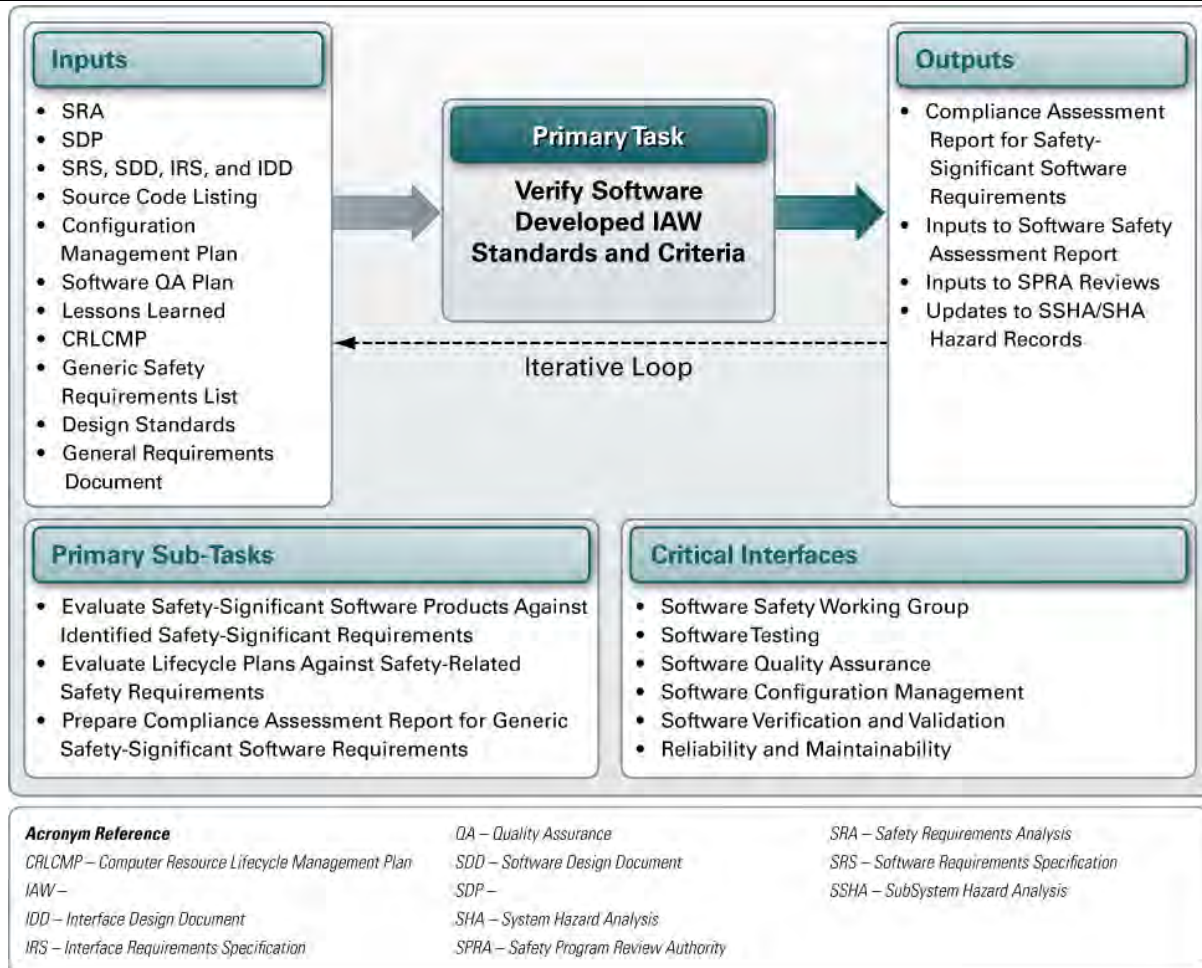 Inputs
• SRA
• SDP
• SRS, SDD, IRS, and IDD
• Source Code Listing
• Configuration
Management Plan
• Software QA Plan
• Lessons Learned
• CRLCMP
• Generic Safety
Requirements List
• Design Standards
• General Requirements
Document
Primary Task
Verify Software
Developed IAW
Standards and Criteria
Iterative Loop
Outputs
• Compliance Assessment
Report for Safety-
Significant Software
Requirements
• Inputs to Software Safety
Assessment Report
• Inputs to SPRA Reviews
• Updates to SSHA/SHA
Hazard Records
Primary Sub-Tasks
• Evaluate Safety-Significant Software Products Against
Identified Safety-Significant Requirements
• Evaluate Lifecycle Plans Against Safety-Related
Safety Requirements
• Prepare Compliance Assessment Report for Generic
Safety-Significant Software Requirements
Critical Interfaces
• Software Safety Working Group
• Software Testing
• Software Quality Assurance
• Software Configuration Management
• Software Verification and Validation
• Reliability and Maintainability
Acronym Reference
CRLCMP – Computer Resource Lifecycle Management Plan
IAW –
IDD – Interface Design Document
IRS – Interface Requirements Specification
QA – Quality Assurance
SDD – Software Design Document
SDP –
SHA – System Hazard Analysis
SPRA – Safety Program Review Authority
SRA – Safety Requirements Analysis
SRS – Software Requirements Specification
SSHA – SubSystem Hazard Analysis